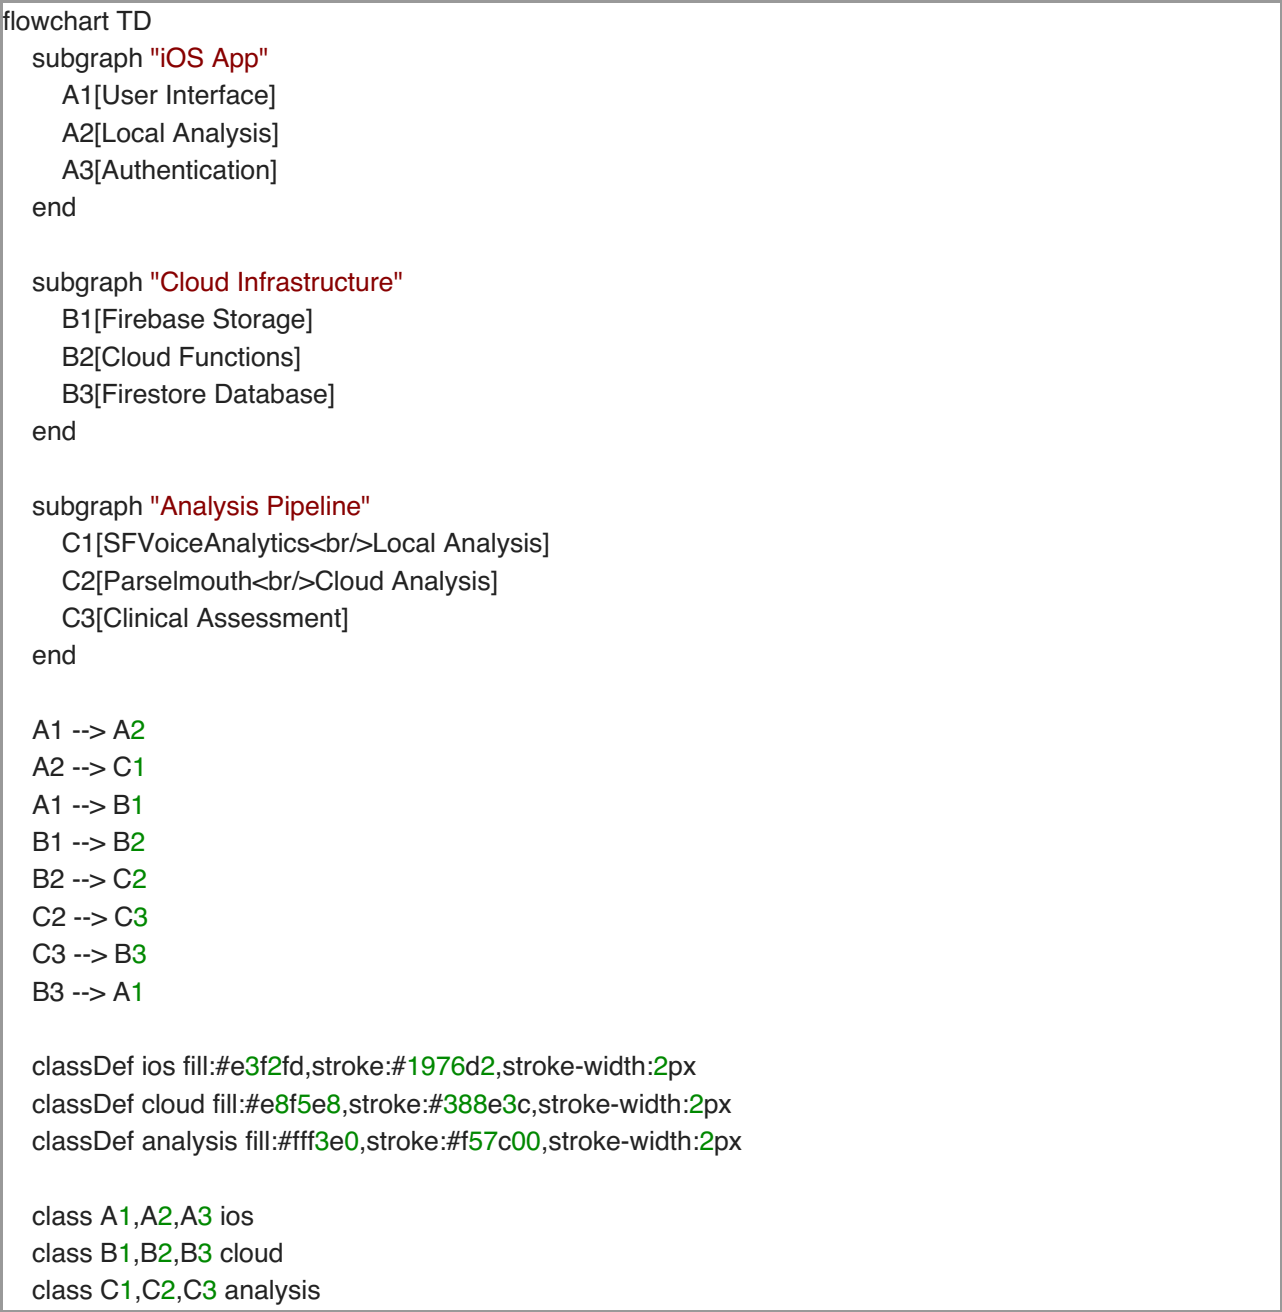 flowchart TD
subgraph "iOS App"
A1[User Interface]
A2[Local Analysis]
A3[Authentication]
end
subgraph "Cloud Infrastructure"
B1[Firebase Storage]
B2[Cloud Functions]
B3[Firestore Database]
end
subgraph "Analysis Pipeline"
C1[SFVoiceAnalytics<br/>Local Analysis]
C2[Parselmouth<br/>Cloud Analysis]
C3[Clinical Assessment]
end
A1 --> A2
A2 --> C1
A1 --> B1
B1 --> B2
B2 --> C2
C2 --> C3
C3 --> B3
B3 --> A1
classDef ios fill:#e3f2fd,stroke:#1976d2,stroke-width:2px
classDef cloud fill:#e8f5e8,stroke:#388e3c,stroke-width:2px
classDef analysis fill:#fff3e0,stroke:#f57c00,stroke-width:2px
class A1,A2,A3 ios
class B1,B2,B3 cloud
class C1,C2,C3 analysis